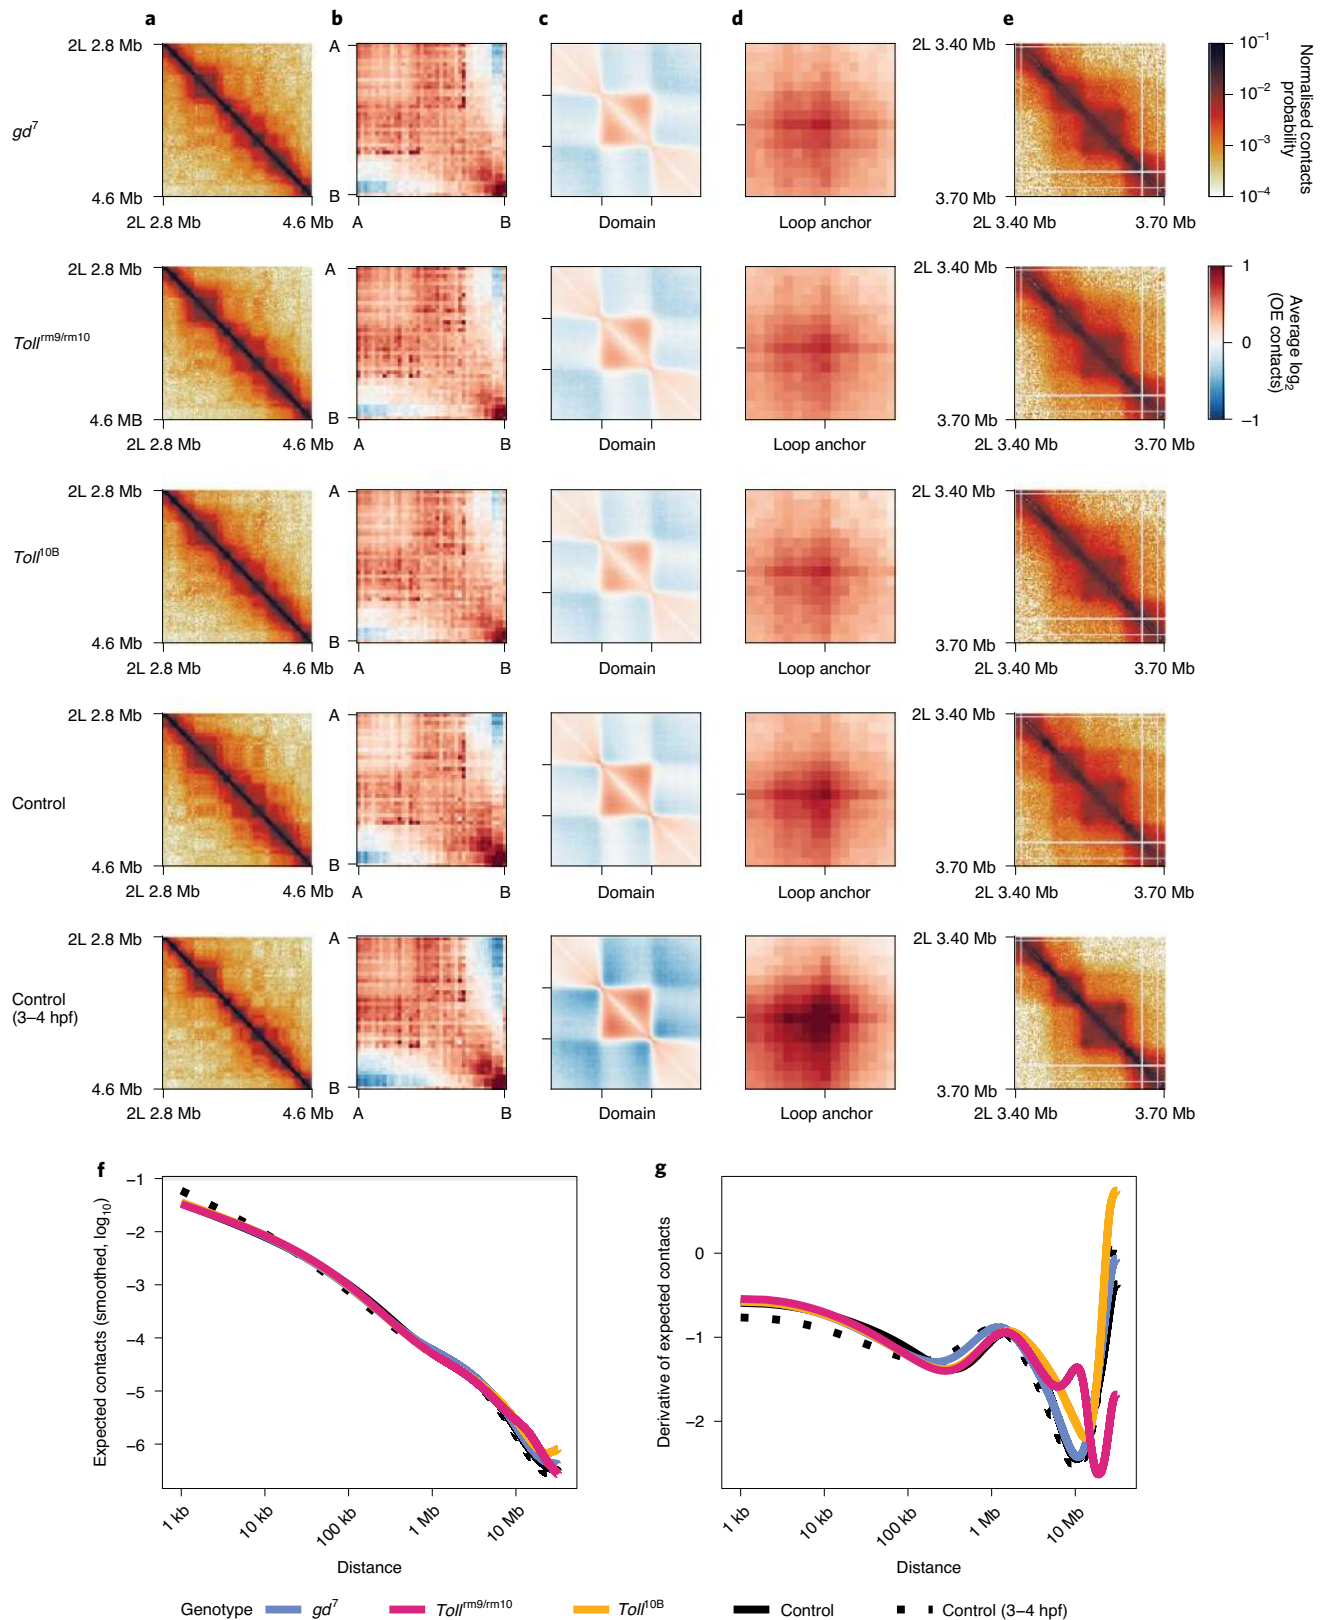 a b c d e
2L 2.8 Mb A 2L 3.40 Mb 10⁻¹
gd⁷ 10⁻² Normalised contacts probability
10⁻³
4.6 Mb B 3.70 Mb 10⁻⁴
2L 2.8 Mb 4.6 Mb A B Domain Loop anchor 2L 3.40 Mb 3.70 Mb
2L 2.8 Mb A 2L 3.40 Mb 1
Toll^rm9/rm10 0 Average log₂ (OE contacts)
4.6 MB B 3.70 Mb −1
2L 2.8 Mb 4.6 Mb A B Domain Loop anchor 2L 3.40 Mb 3.70 Mb
2L 2.8 Mb A 2L 3.40 Mb
Toll^10B
4.6 Mb B 3.70 Mb
2L 2.8 Mb 4.6 Mb A B Domain Loop anchor 2L 3.40 Mb 3.70 Mb
2L 2.8 Mb A 2L 3.40 Mb
Control
4.6 Mb B 3.70 Mb
2L 2.8 Mb 4.6 Mb A B Domain Loop anchor 2L 3.40 Mb 3.70 Mb
2L 2.8 Mb A 2L 3.40 Mb
Control
(3–4 hpf)
4.6 Mb B 3.70 Mb
2L 2.8 Mb 4.6 Mb A B Domain Loop anchor 2L 3.40 Mb 3.70 Mb
f
Expected contacts (smoothed, log₁₀)
−1
−2
−3
−4
−5
−6
1 kb 10 kb 100 kb 1 Mb 10 Mb
Distance
g
Derivative of expected contacts
0
−1
−2
1 kb 10 kb 100 kb 1 Mb 10 Mb
Distance
Genotype gd⁷ Toll^rm9/rm10 Toll^10B Control Control (3–4 hpf)